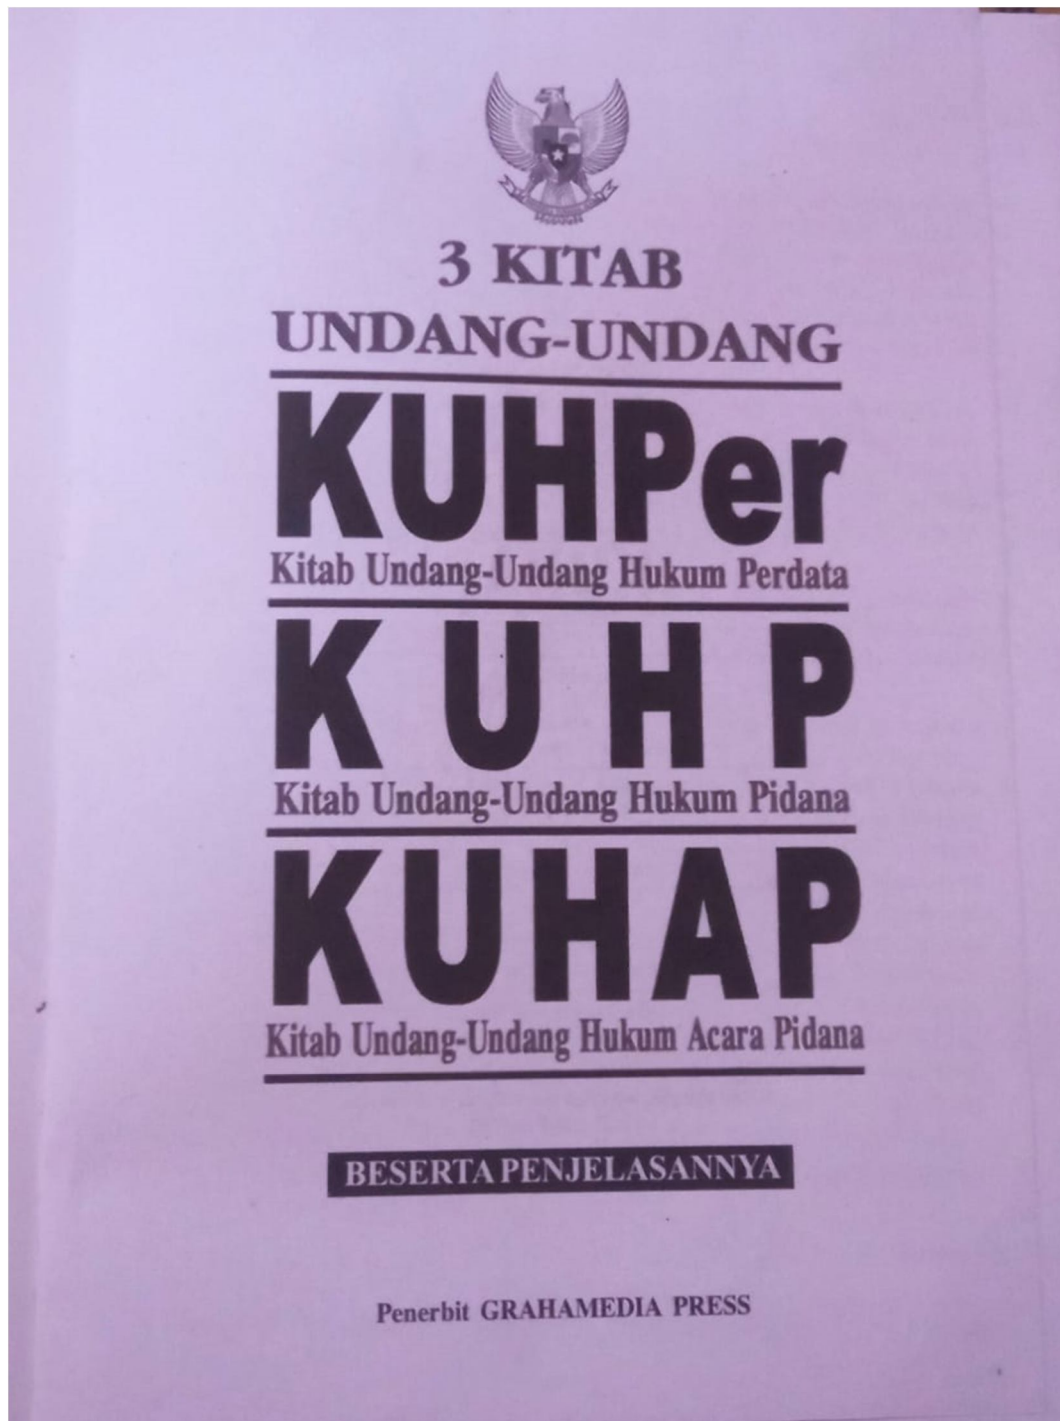 3 KITAB
UNDANG-UNDANG
KUHPer
Kitab Undang-Undang Hukum Perdata
KUHP
Kitab Undang-Undang Hukum Pidana
KUHAP
Kitab Undang-Undang Hukum Acara Pidana
BESERTA PENJELASANNYA
Penerbit GRAHAMEDIA PRESS